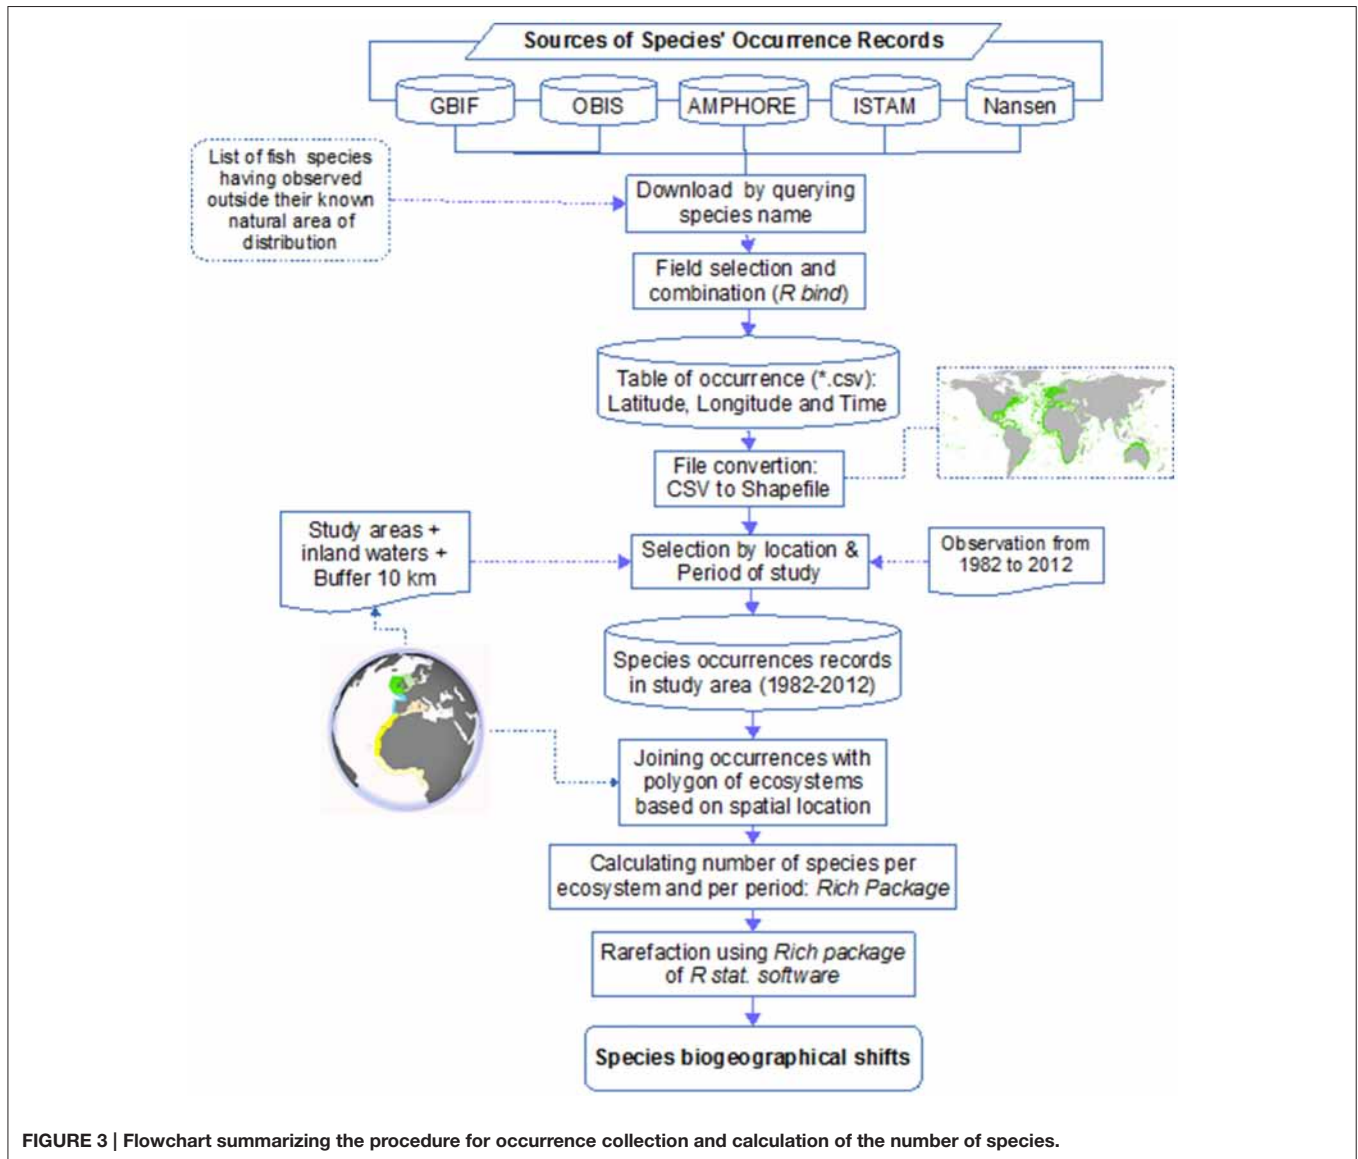 Sources of Species' Occurrence Records
GBIF
OBIS
AMPHORE
ISTAM
Nansen
List of fish species
having observed
outside their known
natural area of
distribution
Download by querying
species name
Field selection and
combination (R bind)
Table of occurrence (*.csv):
Latitude, Longitude and Time
File convertion:
CSV to Shapefile
Study areas +
inland waters +
Buffer 10 km
Selection by location &
Period of study
Observation from
1982 to 2012
Species occurrences records
in study area (1982-2012)
Joining occurrences with
polygon of ecosystems
based on spatial location
Calculating number of species per
ecosystem and per period: Rich Package
Rarefaction using Rich package
of R stat. software
Species biogeographical shifts
FIGURE 3 | Flowchart summarizing the procedure for occurrence collection and calculation of the number of species.